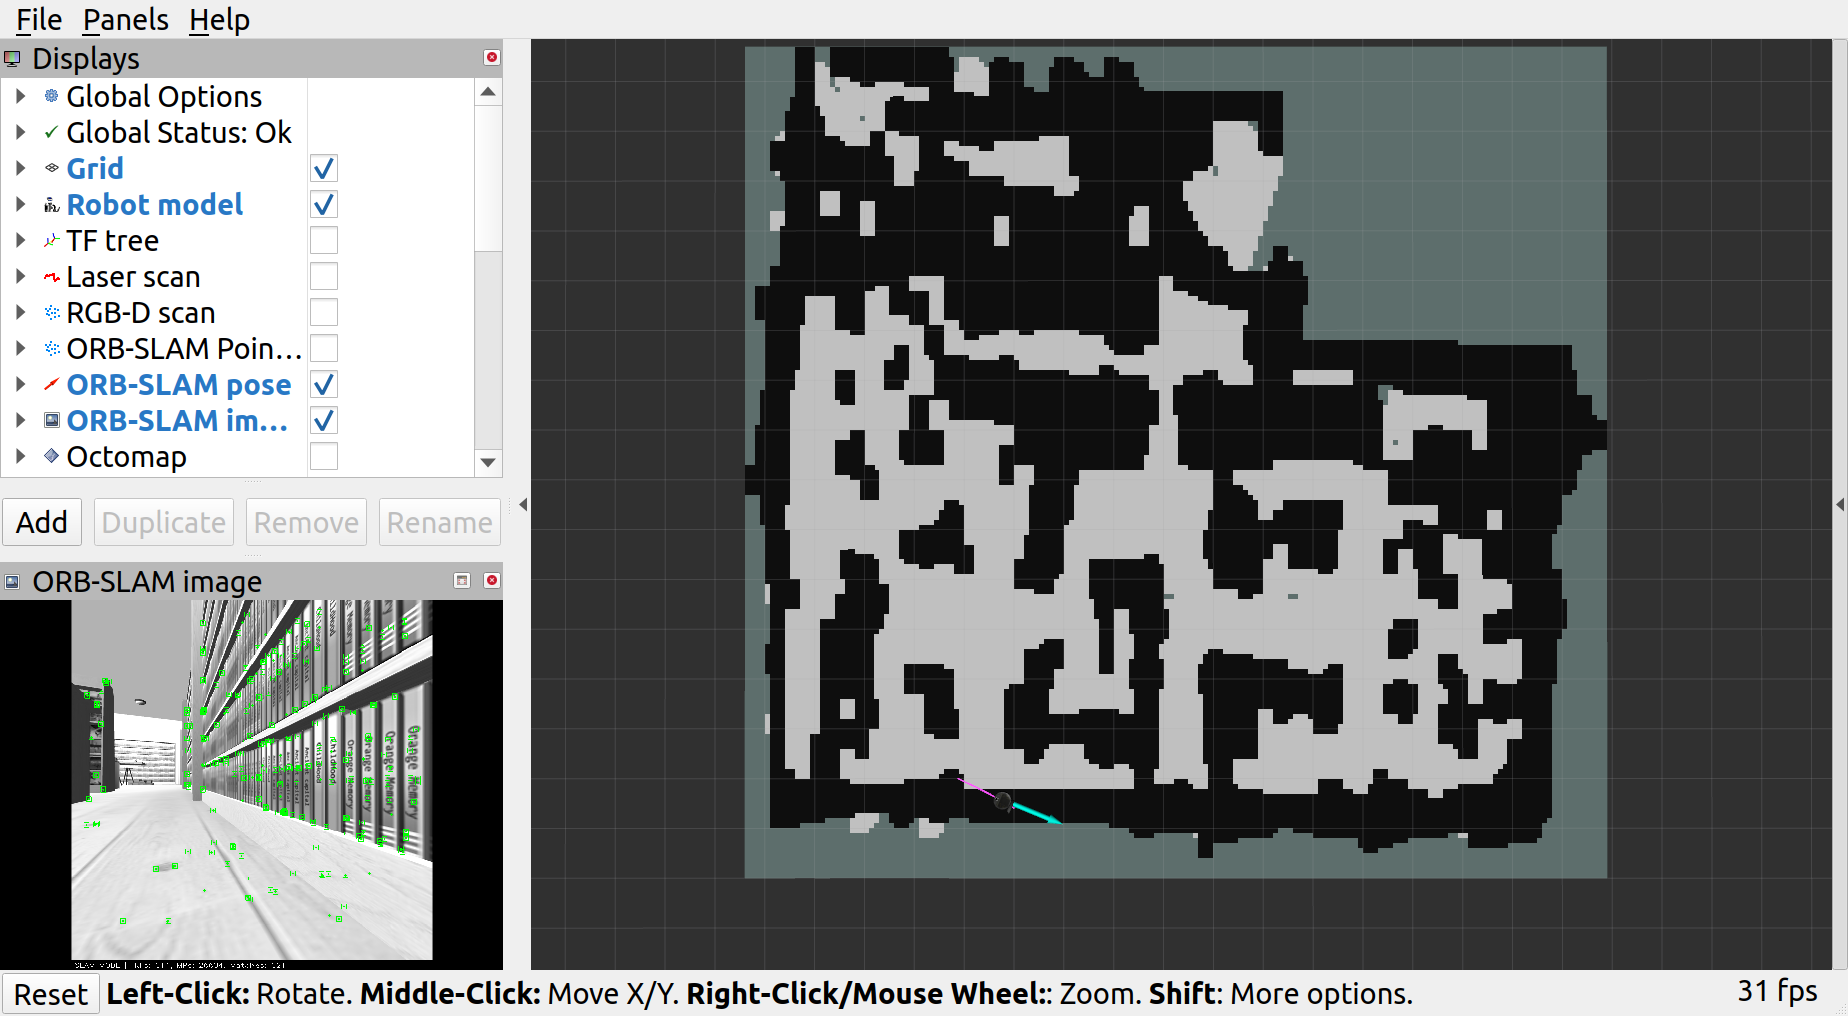 File Panels Help
Displays
Global Options
Global Status: Ok
Grid
Robot model
TF tree
Laser scan
RGB-D scan
ORB-SLAM Poin...
ORB-SLAM pose
ORB-SLAM im...
Octomap
Add Duplicate Remove Rename
ORB-SLAM image
Childhood
Orange Memory
Orange Memory
Orange Memory
Reset Left-Click: Rotate. Middle-Click: Move X/Y. Right-Click/Mouse Wheel:: Zoom. Shift: More options. 31 fps